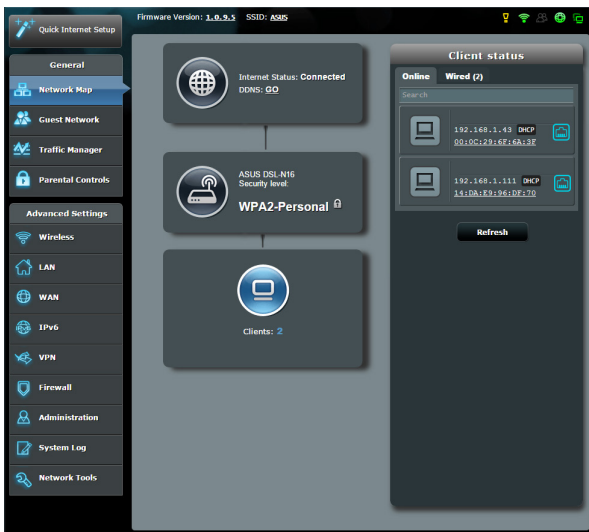 Firmware Version: 1.0.9.5 SSID: ASUS
Quick Internet Setup
General
Network Map
Guest Network
Traffic Manager
Parental Controls
Advanced Settings
Wireless
LAN
WAN
IPv6
VPN
Firewall
Administration
System Log
Network Tools
Internet Status: Connected
DDNS: GO
ASUS DSL-N16
Security level:
WPA2-Personal
Clients: 2
Client status
Online Wired (2)
Search
192.168.1.43 DHCP
00:0C:29:6F:6A:3F
192.168.1.111 DHCP
14:DA:E9:96:DF:70
Refresh